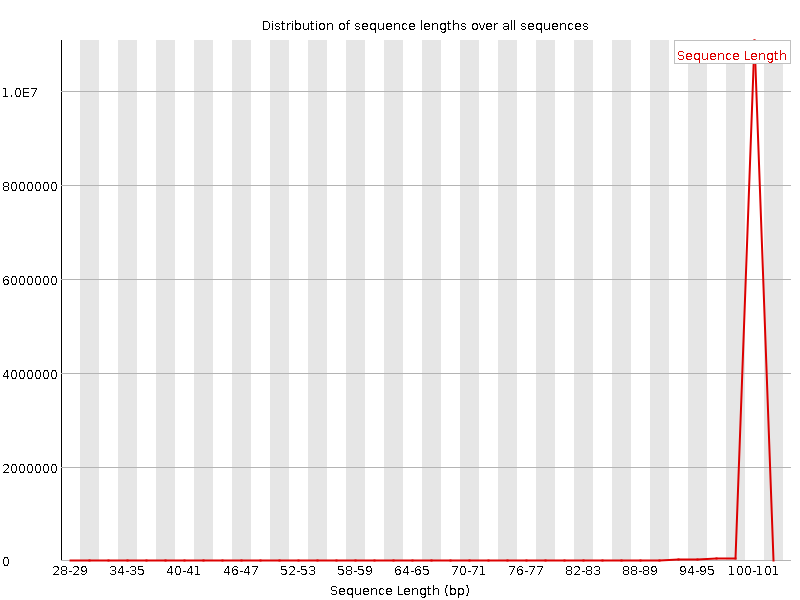 Distribution of sequence lengths over all sequences
Sequence Length
1.0E7
8000000
6000000
4000000
2000000
0
28-29 34-35 40-41 46-47 52-53 58-59 64-65 70-71 76-77 82-83 88-89 94-95 100-101
Sequence Length (bp)